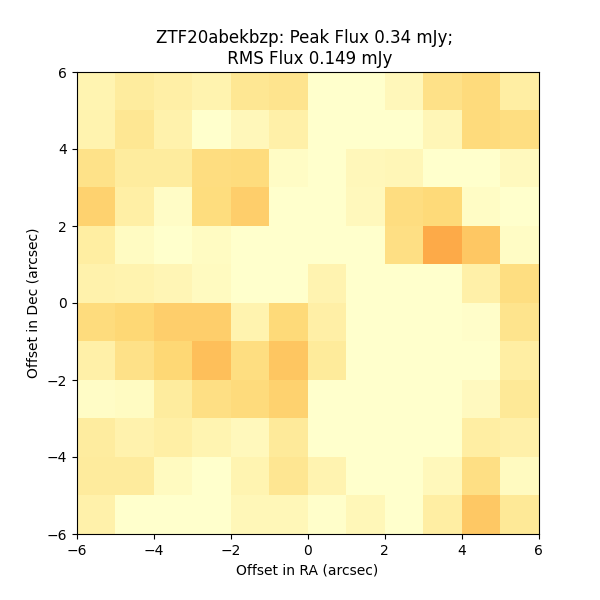 ZTF20abekbzp: Peak Flux 0.34 mJy;
RMS Flux 0.149 mJy
6
4
2
0
−2
−4
−6
Offset in Dec (arcsec)
−6 −4 −2 0 2 4 6
Offset in RA (arcsec)